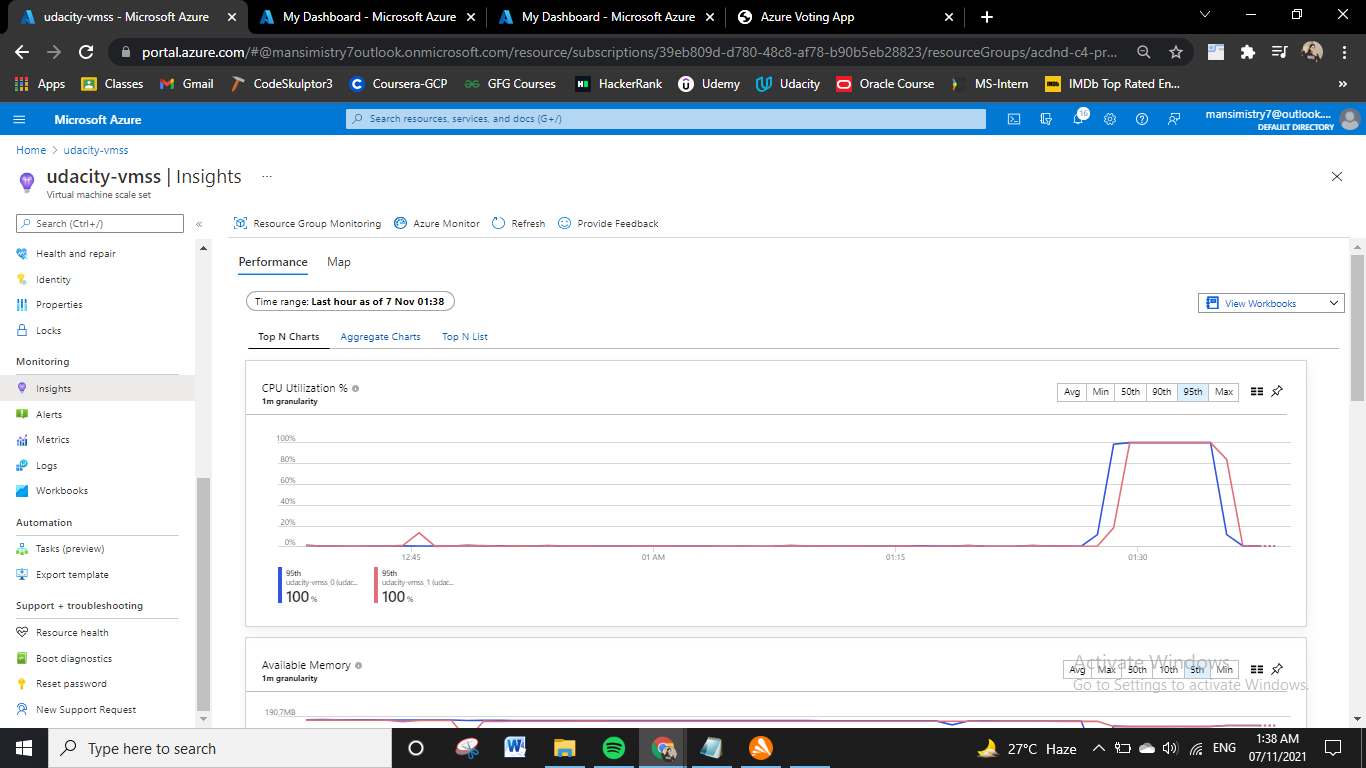 udacity-vmss - Microsoft Azure
My Dashboard - Microsoft Azure
My Dashboard - Microsoft Azure
Azure Voting App
portal.azure.com/#@mansimistry7outlook.onmicrosoft.com/resource/subscriptions/39eb809d-d780-48c8-af78-b90b5eb28823/resourceGroups/acdnd-c4-pr...
Apps Classes Gmail CodeSkulptor3 Coursera-GCP GFG Courses HackerRank Udemy Udacity Oracle Course MS-Intern IMDb Top Rated En... »
Microsoft Azure
Search resources, services, and docs (G+/)
16
mansimistry7@outlook....
DEFAULT DIRECTORY
Home > udacity-vmss
udacity-vmss | Insights ...
Virtual machine scale set
Search (Ctrl+/) «
Health and repair
Identity
Properties
Locks
Monitoring
Insights
Alerts
Metrics
Logs
Workbooks
Automation
Tasks (preview)
Export template
Support + troubleshooting
Resource health
Boot diagnostics
Reset password
New Support Request
Resource Group Monitoring Azure Monitor Refresh Provide Feedback
Performance Map
Time range: Last hour as of 7 Nov 01:38
View Workbooks
Top N Charts Aggregate Charts Top N List
CPU Utilization %
1m granularity
Avg Min 50th 90th 95th Max
100%
80%
60%
40%
20%
0%
12:45 01 AM 01:15 01:30
95th
udacity-vmss_0 (udac...
100 %
95th
udacity-vmss_1 (udac...
100 %
Available Memory
1m granularity
Avg Max 50th 10th 5th Min
190.7MB
Activate Windows
Go to Settings to activate Windows.
Type here to search
27°C Haze
ENG
1:38 AM
07/11/2021